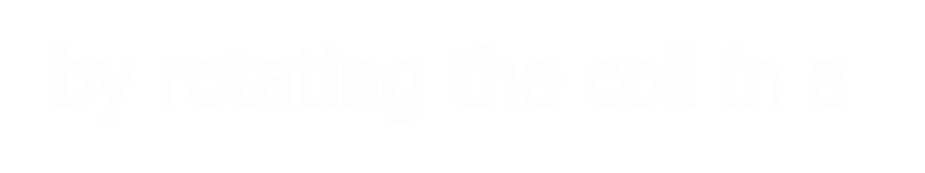 by rotating the coil in a